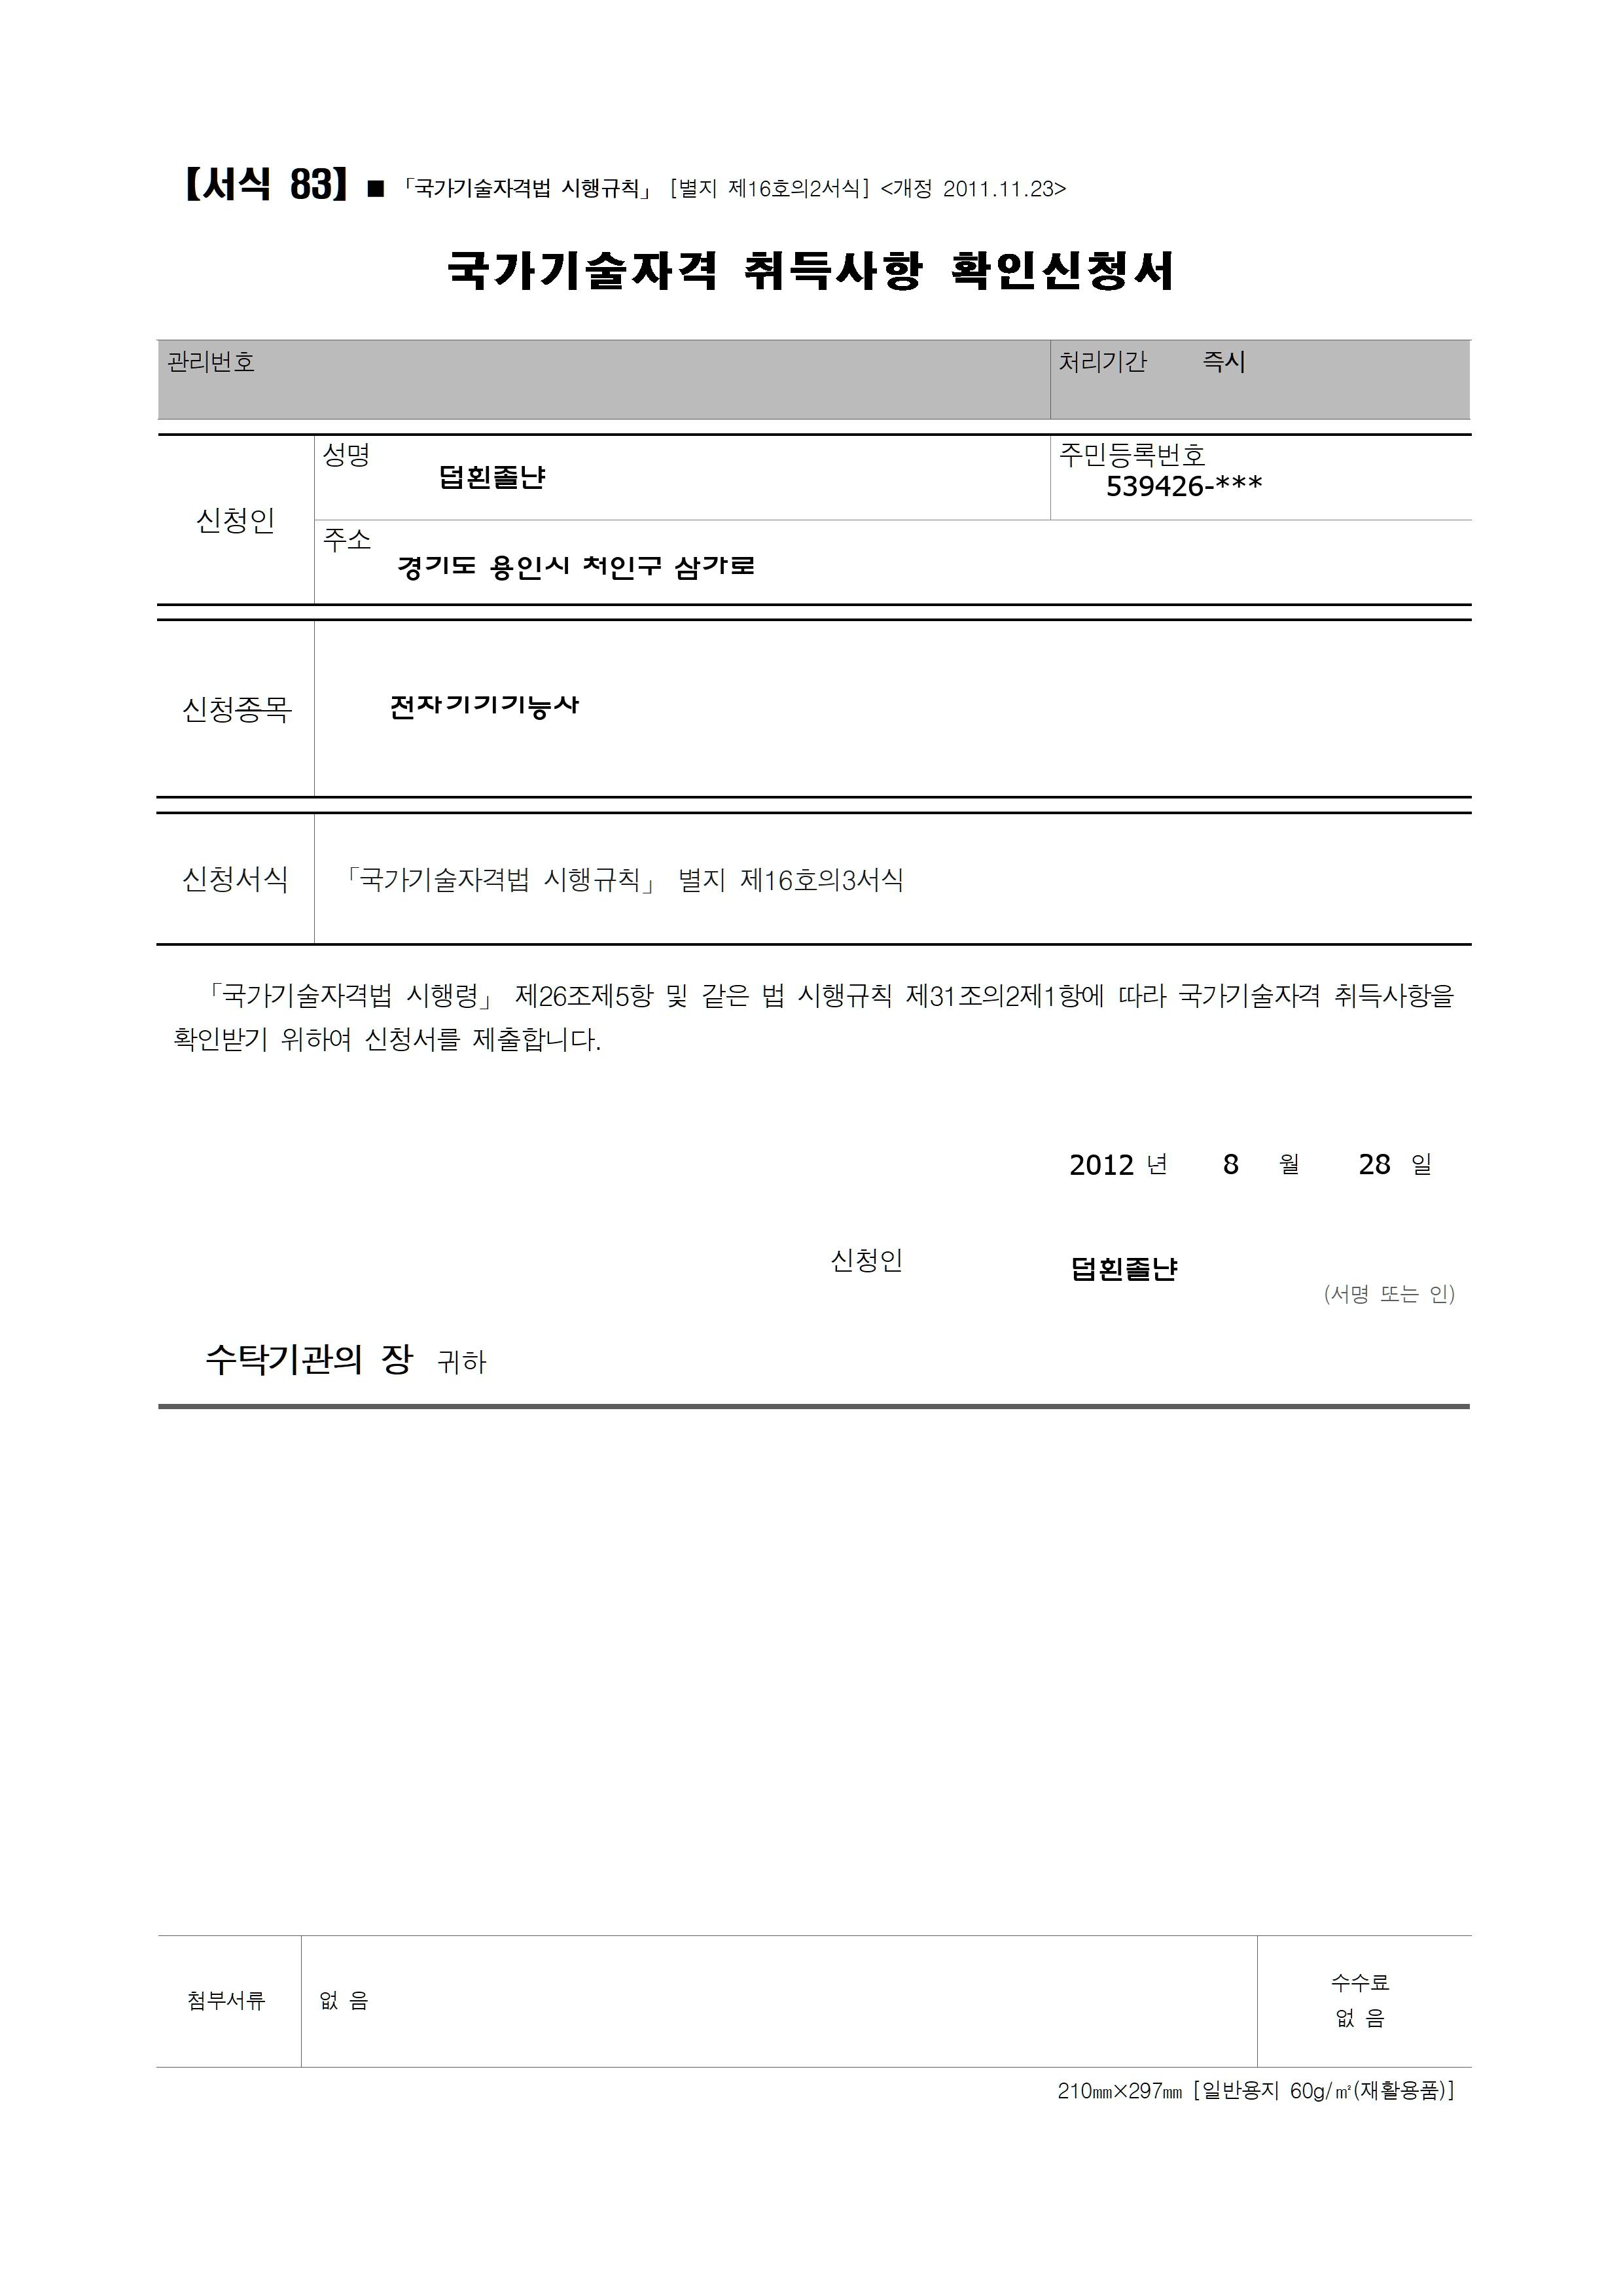 【서식 83】 ■ 「국가기술자격법 시행규칙」 [별지 제16호의2서식] <개정 2011.11.23>
국가기술자격 취득사항 확인신청서
관리번호 처리기간 즉시
성명 덥횐졸냔 주민등록번호 539426-***
신청인
주소 경기도 용인시 처인구 삼가로
신청종목 전자기기기능사
신청서식 「국가기술자격법 시행규칙」 별지 제16호의3서식
「국가기술자격법 시행령」 제26조제5항 및 같은 법 시행규칙 제31조의2제1항에 따라 국가기술자격 취득사항을
확인받기 위하여 신청서를 제출합니다.
2012 년 8 월 28 일
신청인 덥횐졸냔
(서명 또는 인)
수탁기관의 장 귀하
첨부서류 없 음 수수료
없 음
210㎜×297㎜ [일반용지 60g/㎡(재활용품)]